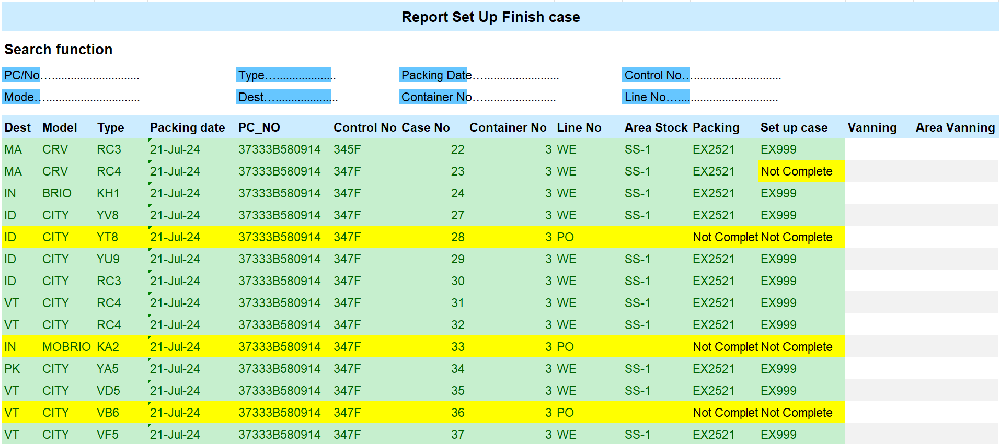 Report Set Up Finish case
Search function
PC/No…............................ Type…................... Packing Date…........................ Control No…............................
Mode…............................. Dest….................... Container No…....................... Line No…................................
Dest Model Type Packing date PC_NO Control No Case No Container No Line No Area Stock Packing Set up case Vanning Area Vanning
MA CRV RC3 21-Jul-24 37333B580914 345F 22 3 WE SS-1 EX2521 EX999
MA CRV RC4 21-Jul-24 37333B580914 347F 23 3 WE SS-1 EX2521 Not Complete
IN BRIO KH1 21-Jul-24 37333B580914 347F 24 3 WE SS-1 EX2521 EX999
ID CITY YV8 21-Jul-24 37333B580914 347F 27 3 WE SS-1 EX2521 EX999
ID CITY YT8 21-Jul-24 37333B580914 347F 28 3 PO Not Complet Not Complete
ID CITY YU9 21-Jul-24 37333B580914 347F 29 3 WE SS-1 EX2521 EX999
ID CITY RC3 21-Jul-24 37333B580914 347F 30 3 WE SS-1 EX2521 EX999
VT CITY RC4 21-Jul-24 37333B580914 347F 31 3 WE SS-1 EX2521 EX999
VT CITY RC4 21-Jul-24 37333B580914 347F 32 3 WE SS-1 EX2521 EX999
IN MOBRIO KA2 21-Jul-24 37333B580914 347F 33 3 PO Not Complet Not Complete
PK CITY YA5 21-Jul-24 37333B580914 347F 34 3 WE SS-1 EX2521 EX999
VT CITY VD5 21-Jul-24 37333B580914 347F 35 3 WE SS-1 EX2521 EX999
VT CITY VB6 21-Jul-24 37333B580914 347F 36 3 PO Not Complet Not Complete
VT CITY VF5 21-Jul-24 37333B580914 347F 37 3 WE SS-1 EX2521 EX999